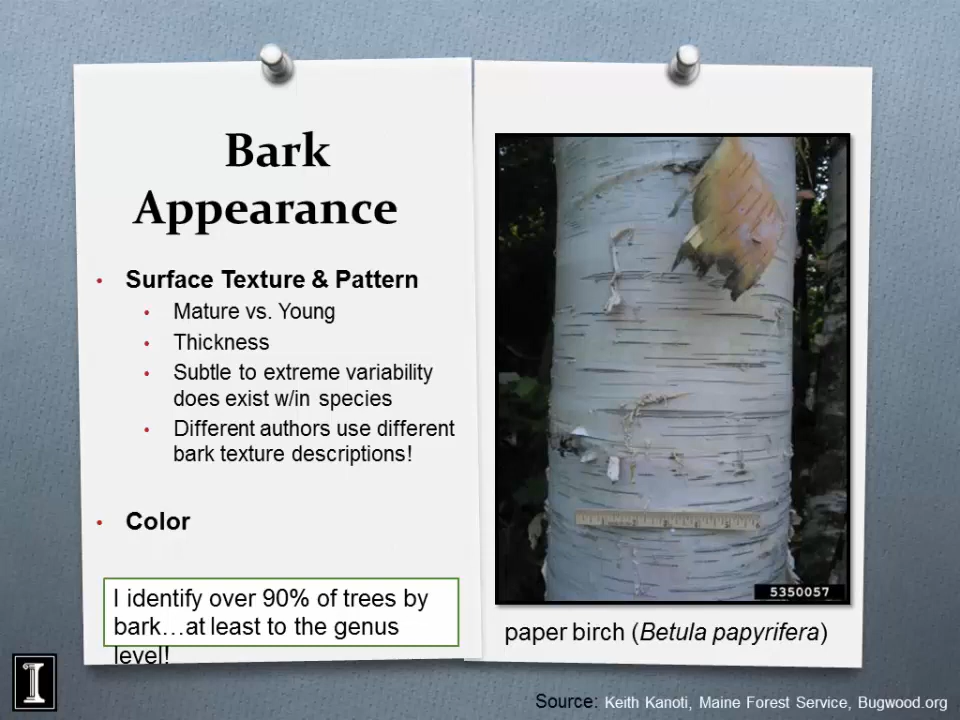 Bark
Appearance
• Surface Texture & Pattern
• Mature vs. Young
• Thickness
• Subtle to extreme variability
does exist w/in species
• Different authors use different
bark texture descriptions!
• Color
I identify over 90% of trees by
bark…at least to the genus
level!
5350057
paper birch (Betula papyrifera)
I
Source: Keith Kanoti, Maine Forest Service, Bugwood.org